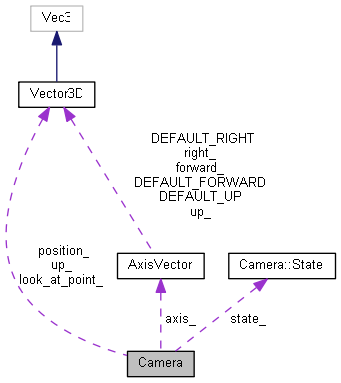 Vec3
Vector3D
DEFAULT_RIGHT
right_
forward_
DEFAULT_FORWARD
DEFAULT_UP
up_
position_
up_
look_at_point_
AxisVector
Camera::State
axis_
state_
Camera